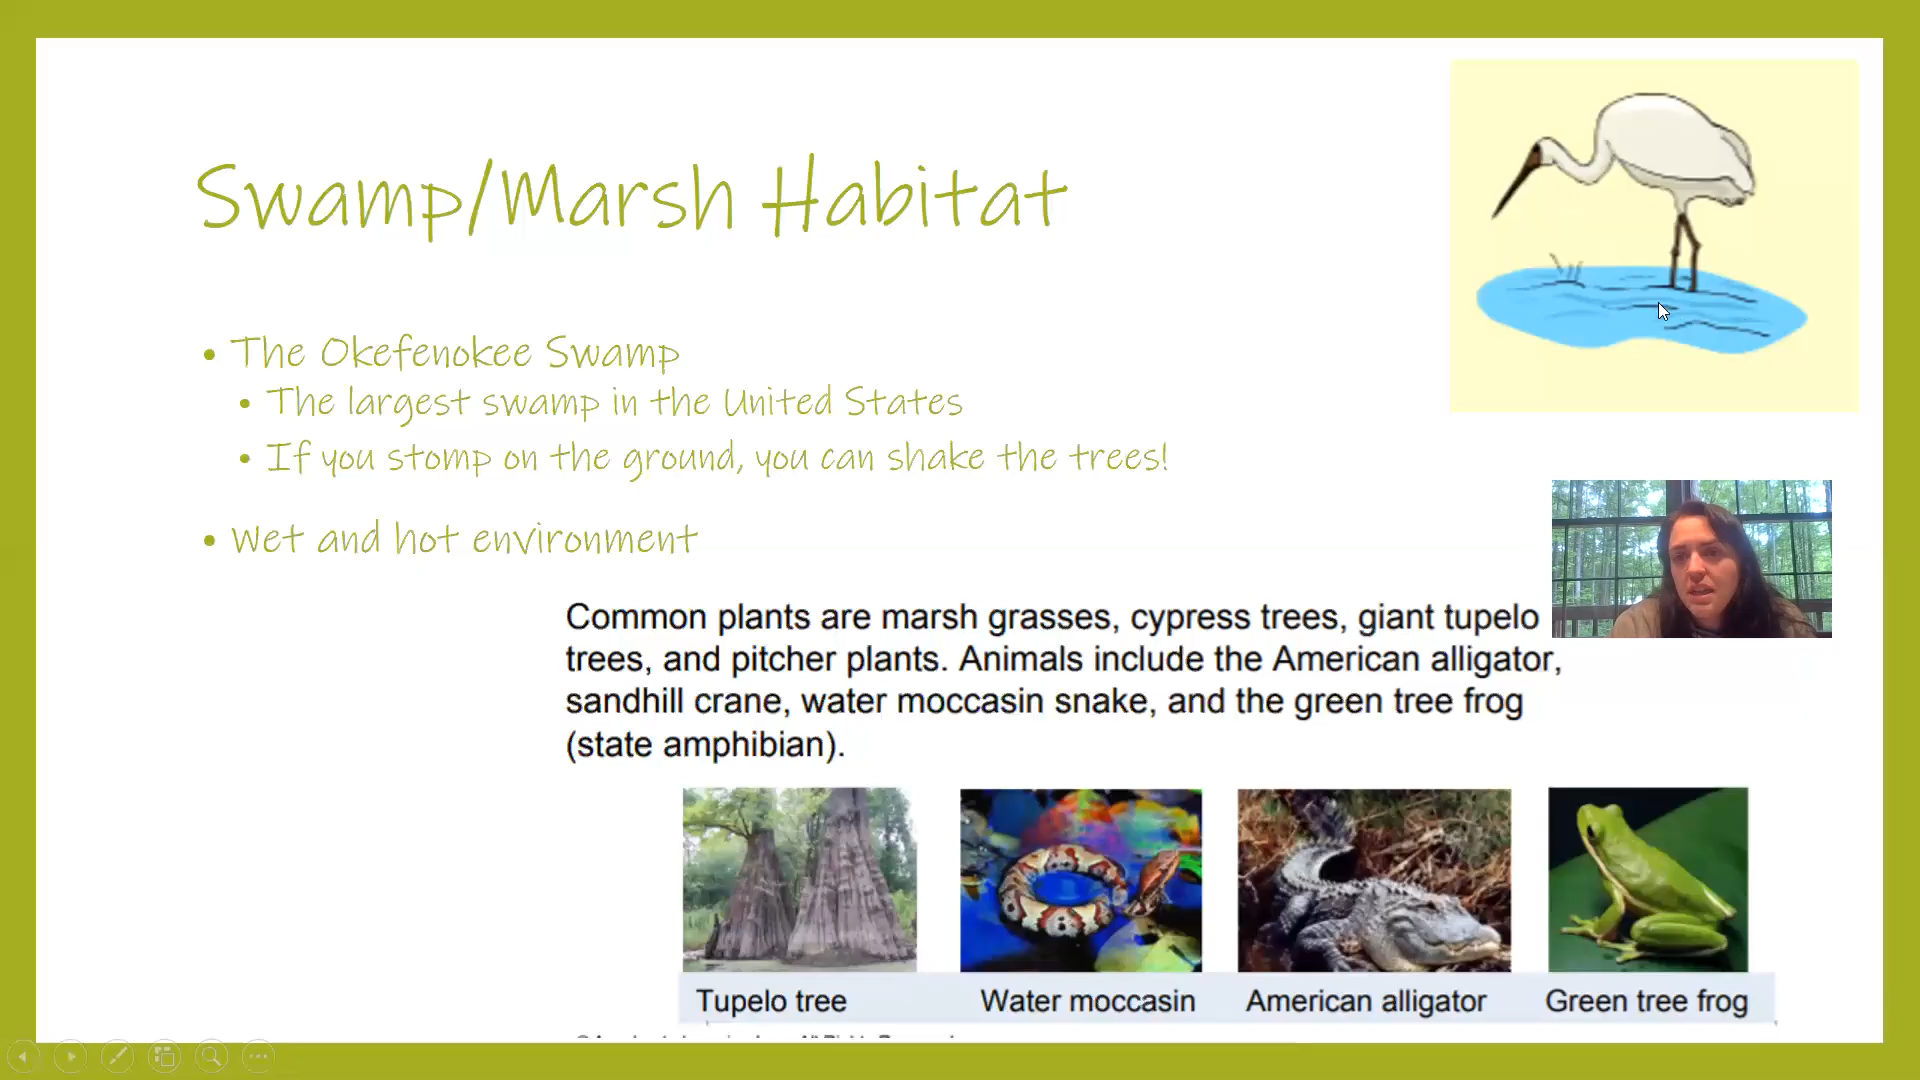 Swamp/Marsh Habitat
• The Okefenokee Swamp
• The largest swamp in the United States
• If you stomp on the ground, you can shake the trees!
• Wet and hot environment
Common plants are marsh grasses, cypress trees, giant tupelo
trees, and pitcher plants. Animals include the American alligator,
sandhill crane, water moccasin snake, and the green tree frog
(state amphibian).
Tupelo tree
Water moccasin
American alligator
Green tree frog